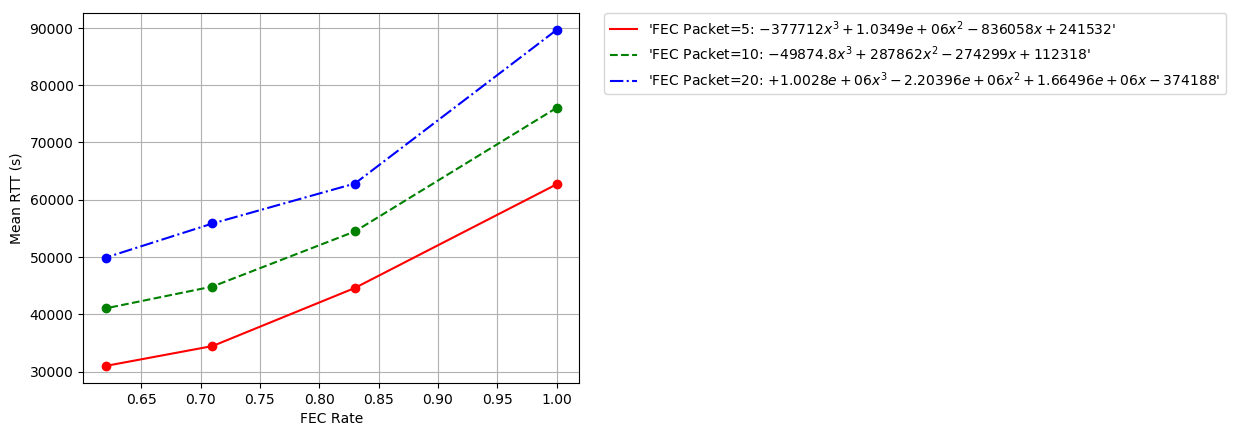 90000
80000
70000
60000
50000
40000
30000
Mean RTT (s)
0.65 0.70 0.75 0.80 0.85 0.90 0.95 1.00
FEC Rate
'FEC Packet=5: −377712x³ + 1.0349e + 06x² − 836058x + 241532'
'FEC Packet=10: −49874.8x³ + 287862x² − 274299x + 112318'
'FEC Packet=20: +1.0028e + 06x³ − 2.20396e + 06x² + 1.66496e + 06x − 374188'